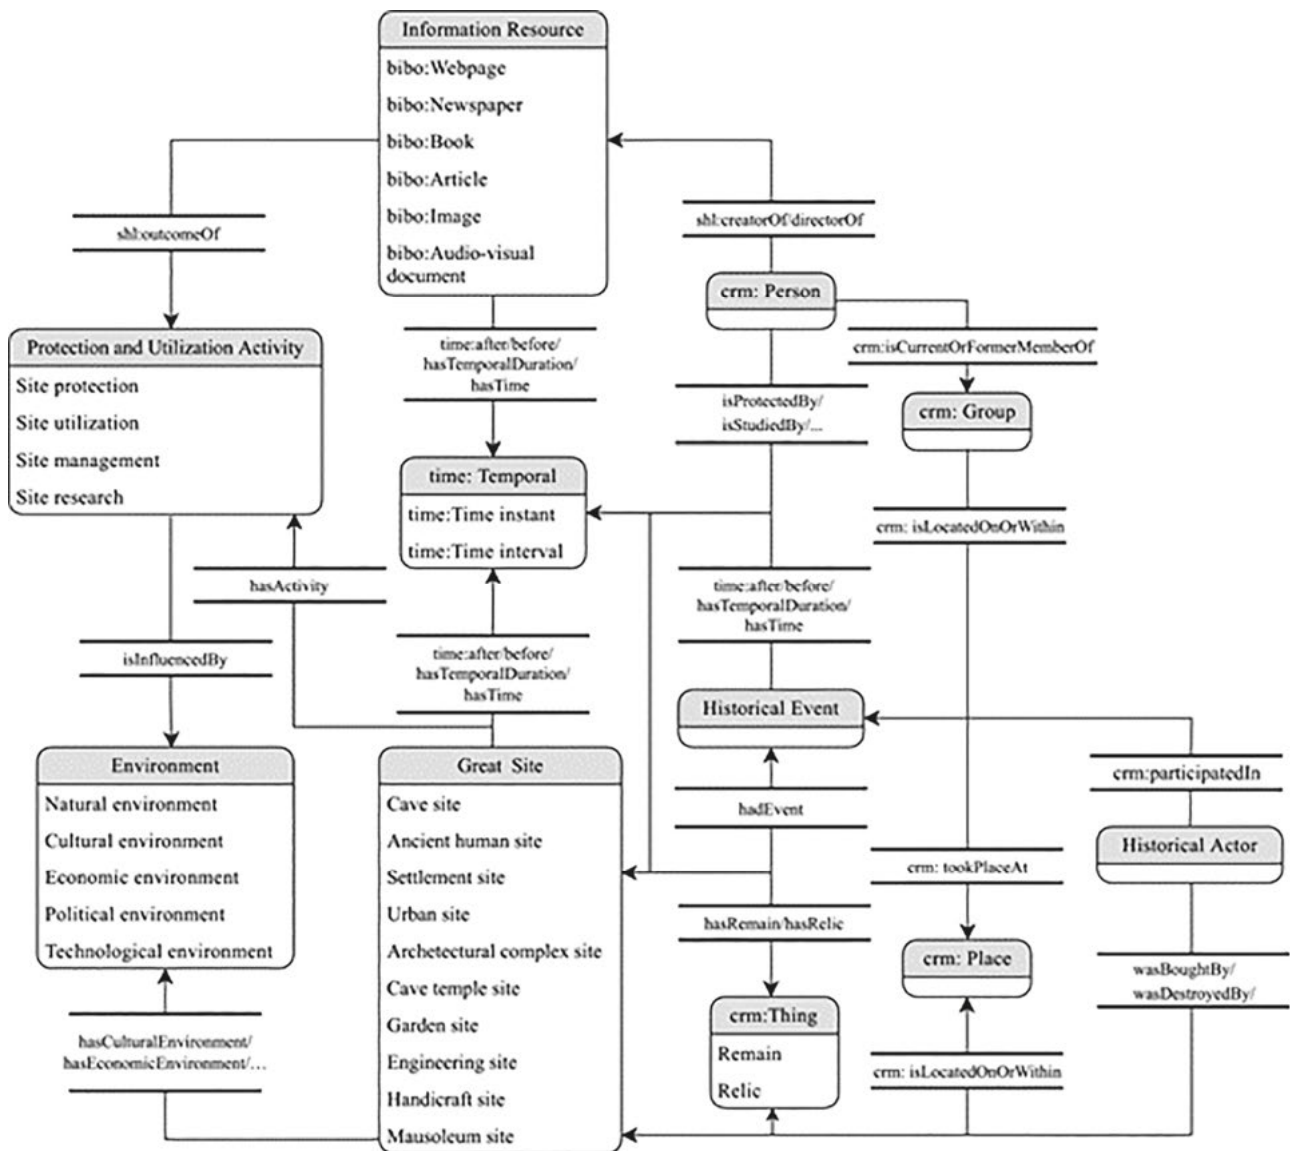 Information Resource
bibo:Webpage
bibo:Newspaper
bibo:Book
bibo:Article
bibo:Image
bibo:Audio-visual
document
shl:outcomeOf
shl:creatorOf/directorOf
crm: Person
crm:isCurrentOrFormerMemberOf
crm: Group
Protection and Utilization Activity
Site protection
Site utilization
Site management
Site research
time:after/before/
hasTemporalDuration/
hasTime
isProtectedBy/
isStudiedBy/...
time: Temporal
time:Time instant
time:Time interval
crm: isLocatedOnOrWithin
hasActivity
time:after/before/
hasTemporalDuration/
hasTime
isInfluencedBy
time:after/before/
hasTemporalDuration/
hasTime
Historical Event
Environment
Natural environment
Cultural environment
Economic environment
Political environment
Technological environment
Great Site
Cave site
Ancient human site
Settlement site
Urban site
Archetectural complex site
Cave temple site
Garden site
Engineering site
Handicraft site
Mausoleum site
hadEvent
crm:participatedIn
Historical Actor
crm: tookPlaceAt
hasRemain/hasRelic
crm: Place
wasBoughtBy/
wasDestroyedBy/
crm:Thing
Remain
Relic
hasCulturalEnvironment/
hasEconomicEnvironment/...
crm: isLocatedOnOrWithin